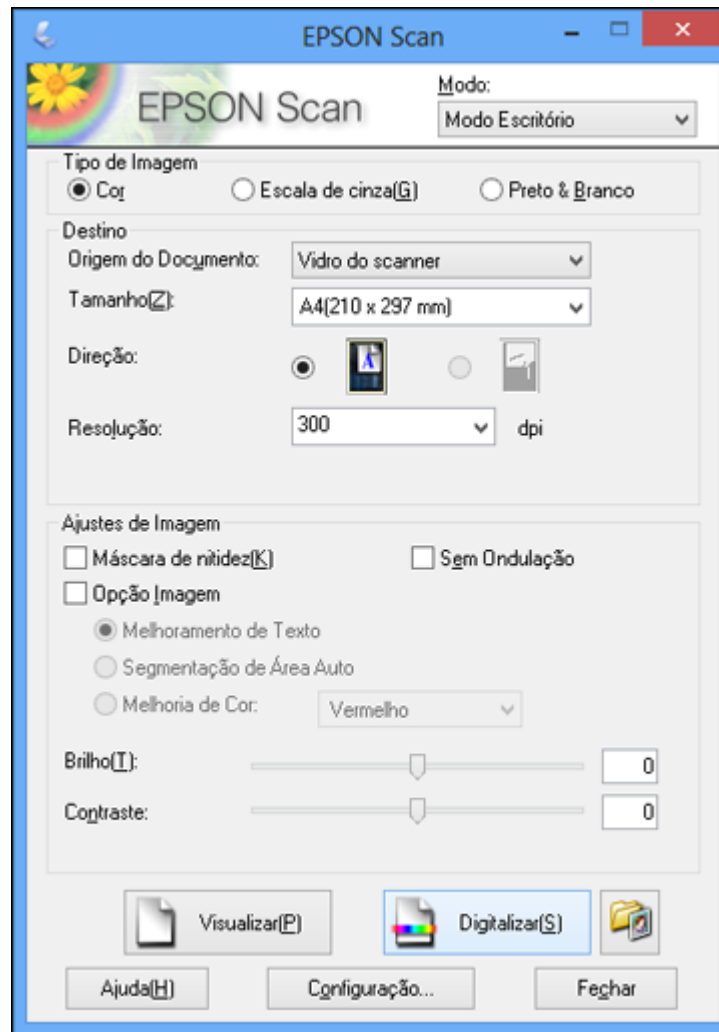 EPSON Scan
EPSON Scan
Modo:
Modo Escritório
Tipo de Imagem
Cor Escala de cinza(G) Preto & Branco
Destino
Origem do Documento: Vidro do scanner
Tamanho(Z): A4(210 x 297 mm)
Direção: A
Resolução: 300 dpi
Ajustes de Imagem
Máscara de nitidez(K) Sem Ondulação
Opção Imagem
Melhoramento de Texto
Segmentação de Área Auto
Melhoria de Cor: Vermelho
Brilho(T): 0
Contraste: 0
Visualizar(P) Digitalizar(S)
Ajuda(H) Configuração... Fechar